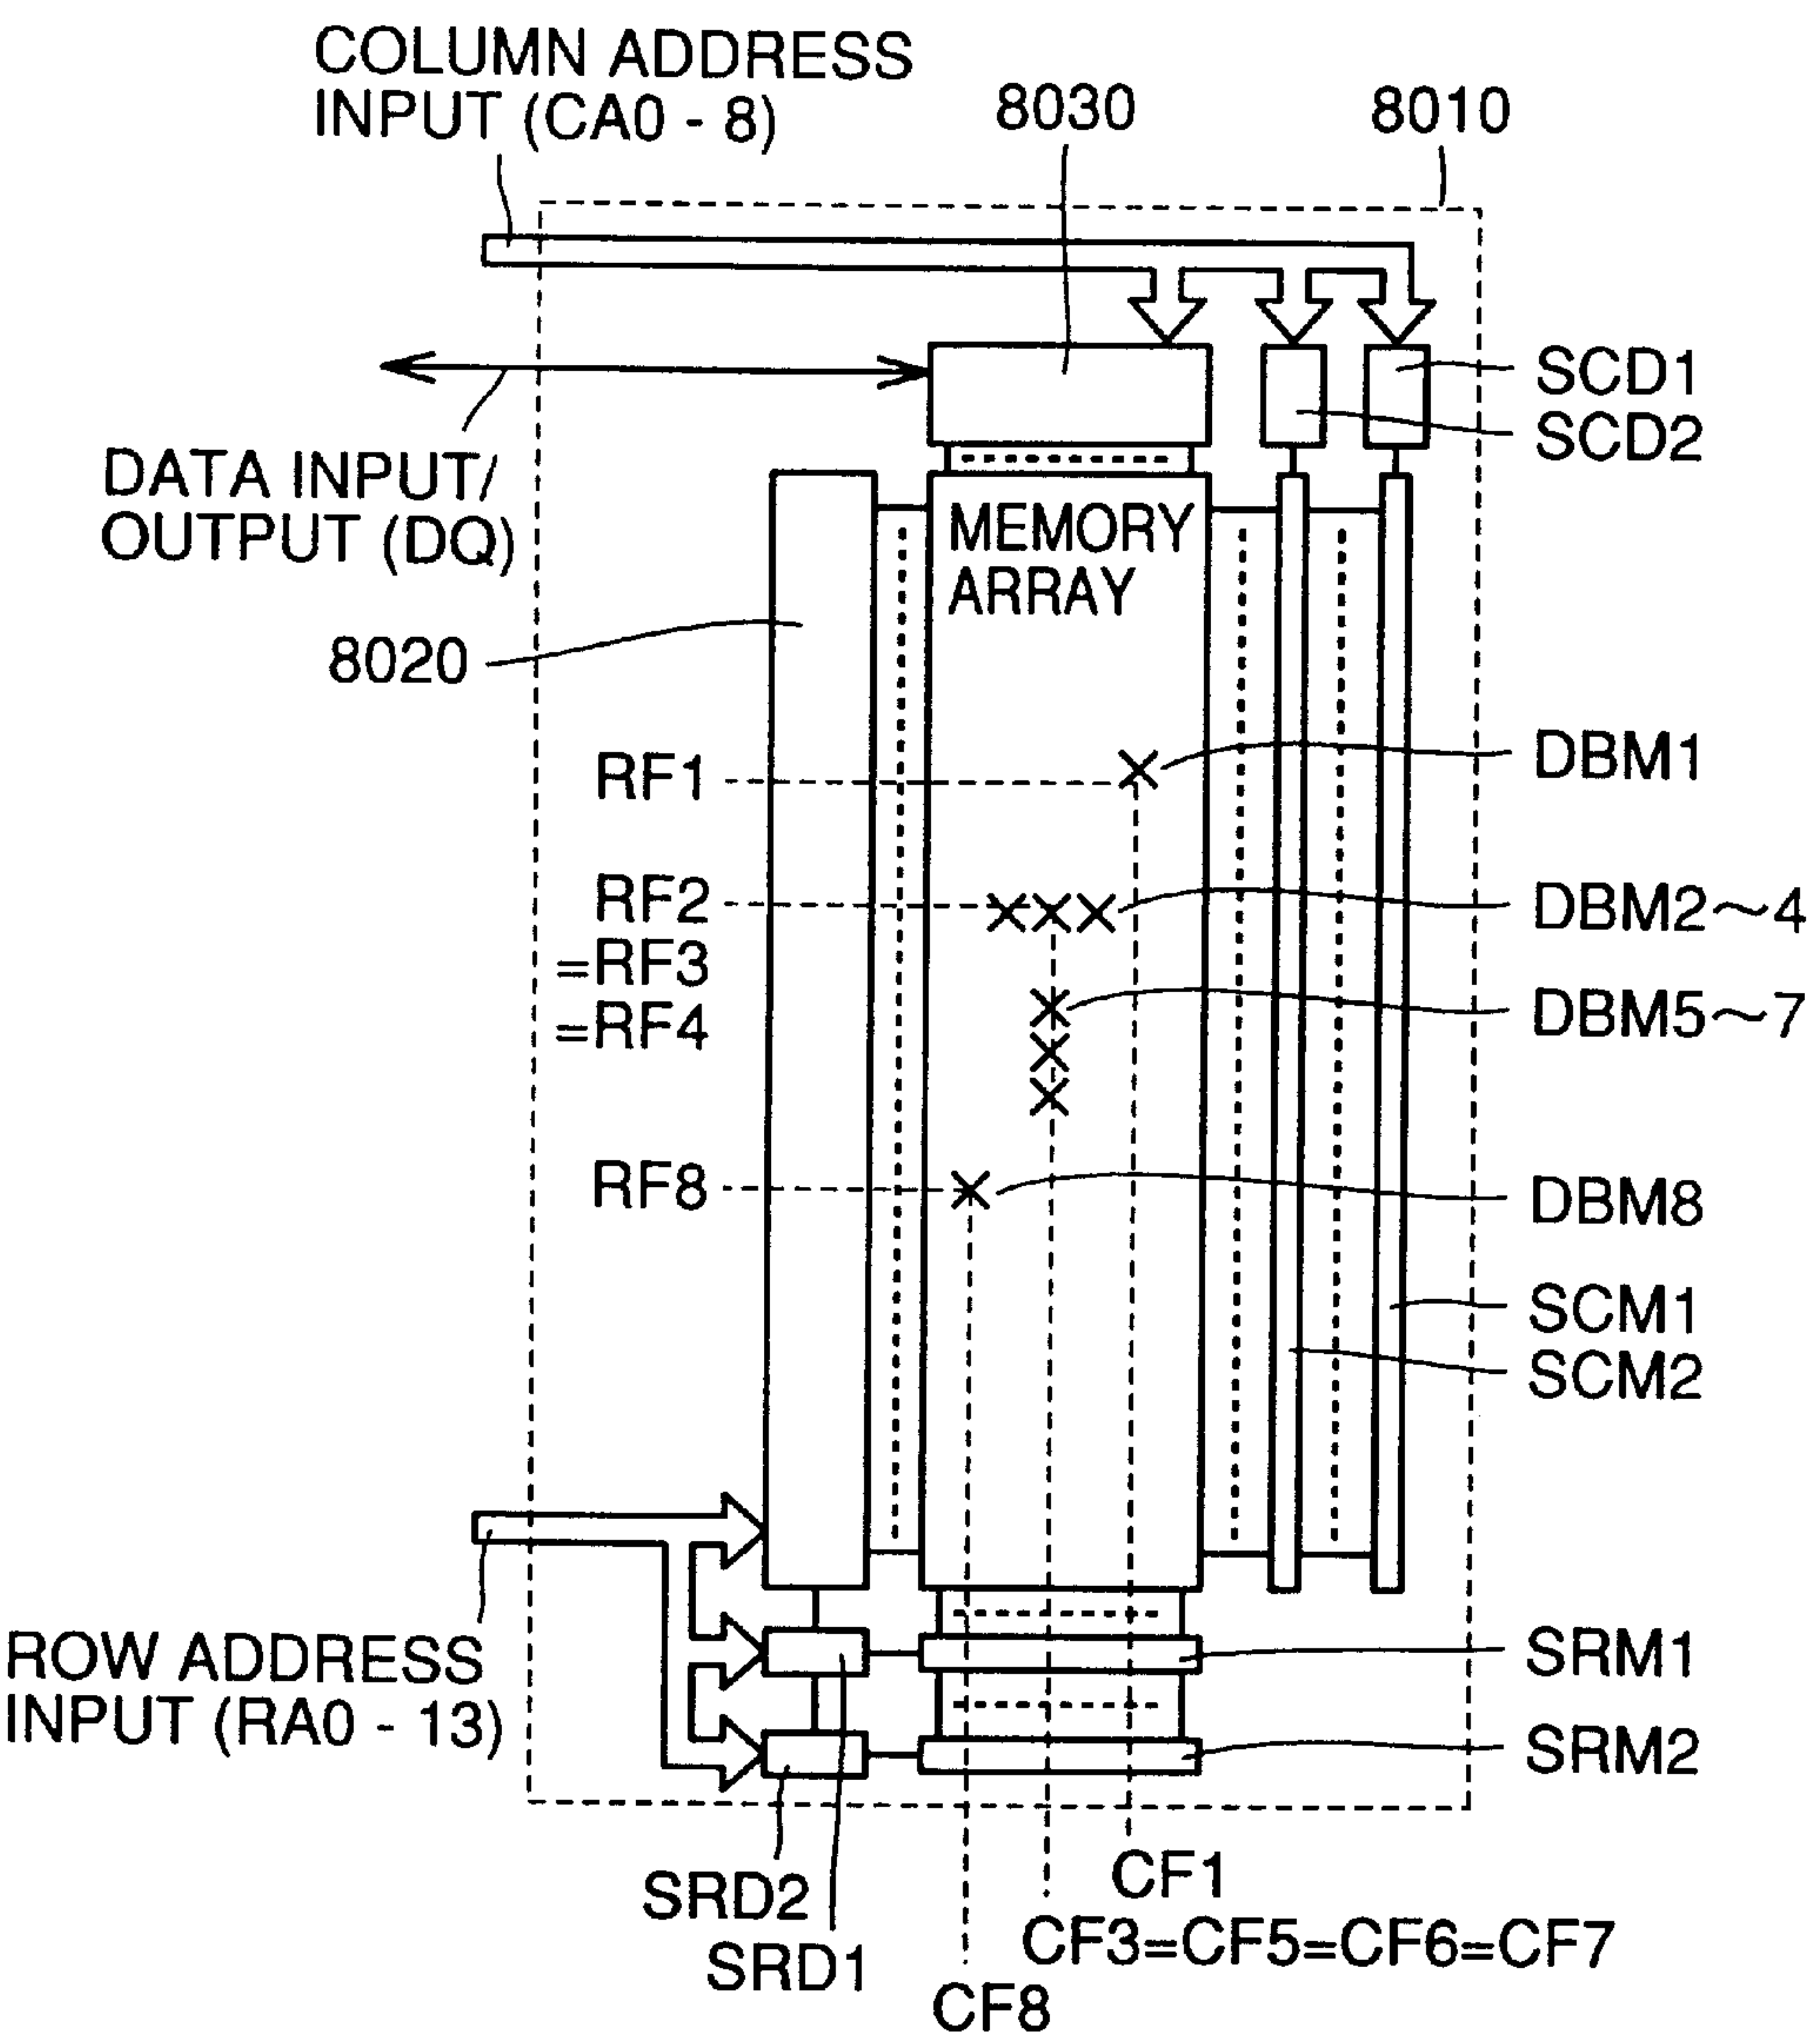 COLUMN ADDRESS
INPUT (CA0 - 8)
8030
8010
SCD1
SCD2
DATA INPUT/
OUTPUT (DQ)
MEMORY
ARRAY
8020
RF1
DBM1
RF2
=RF3
=RF4
DBM2~4
DBM5~7
RF8
DBM8
SCM1
SCM2
ROW ADDRESS
INPUT (RA0 - 13)
SRM1
SRM2
SRD2
SRD1
CF1
CF3=CF5=CF6=CF7
CF8